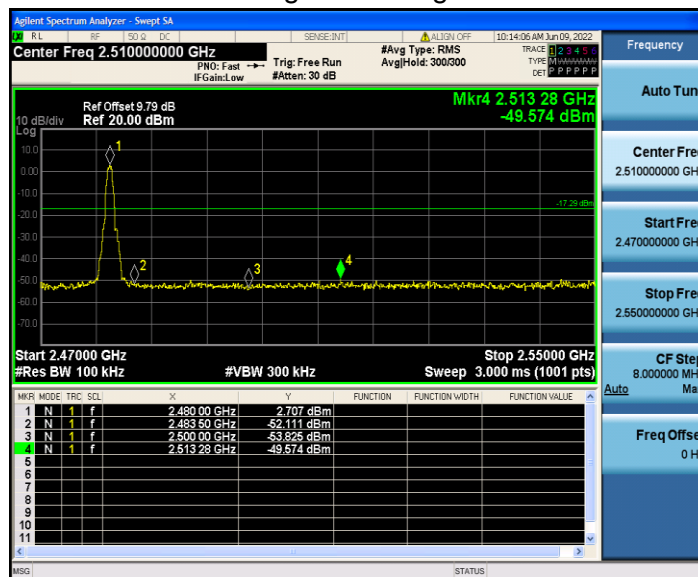 Agilent Spectrum Analyzer - Swept SA
RL RF 50 Ω DC SENSE:INT ALIGN OFF 10:14:06 AM Jun 09, 2022
Center Freq 2.510000000 GHz
PNO: Fast
IFGain:Low
Trig: Free Run
#Atten: 30 dB
#Avg Type: RMS
Avg|Hold: 300/300
TRACE 1 2 3 4 5 6
TYPE M
DET P P P P P P
Frequency
Auto Tun
Center Fre
2.510000000 GH
Start Fre
2.470000000 GH
Stop Fre
2.550000000 GH
CF Step
8.000000 MH
Auto Ma
Freq Offse
0 H
Mkr4 2.513 28 GHz
-49.574 dBm
Ref Offset 9.79 dB
10 dB/div Ref 20.00 dBm
Log
10.0
0.00
-10.0
-20.0
-30.0
-40.0
-50.0
-60.0
-70.0
1
2
3
4
-17.29 dBm
Start 2.47000 GHz Stop 2.55000 GHz
#Res BW 100 kHz #VBW 300 kHz Sweep 3.000 ms (1001 pts)
MKR MODE TRC SCL X Y FUNCTION FUNCTION WIDTH FUNCTION VALUE
1 N 1 f 2.480 00 GHz 2.707 dBm
2 N 1 f 2.483 50 GHz -52.111 dBm
3 N 1 f 2.500 00 GHz -53.825 dBm
4 N 1 f 2.513 28 GHz -49.574 dBm
5
6
7
8
9
10
11
MSG STATUS